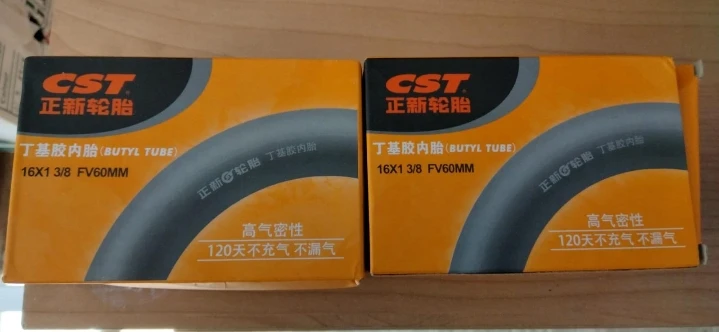 CST
正新轮胎
丁基胶内胎(BUTYL TUBE)
16X1 3/8 FV60MM
正新轮胎 丁基胶内胎
高气密性
120天不充气 不漏气
CST
正新轮胎
丁基胶内胎(BUTYL TUBE)
16X1 3/8 FV60MM
正新轮胎 丁基胶内胎
高气密性
120天不充气 不漏气